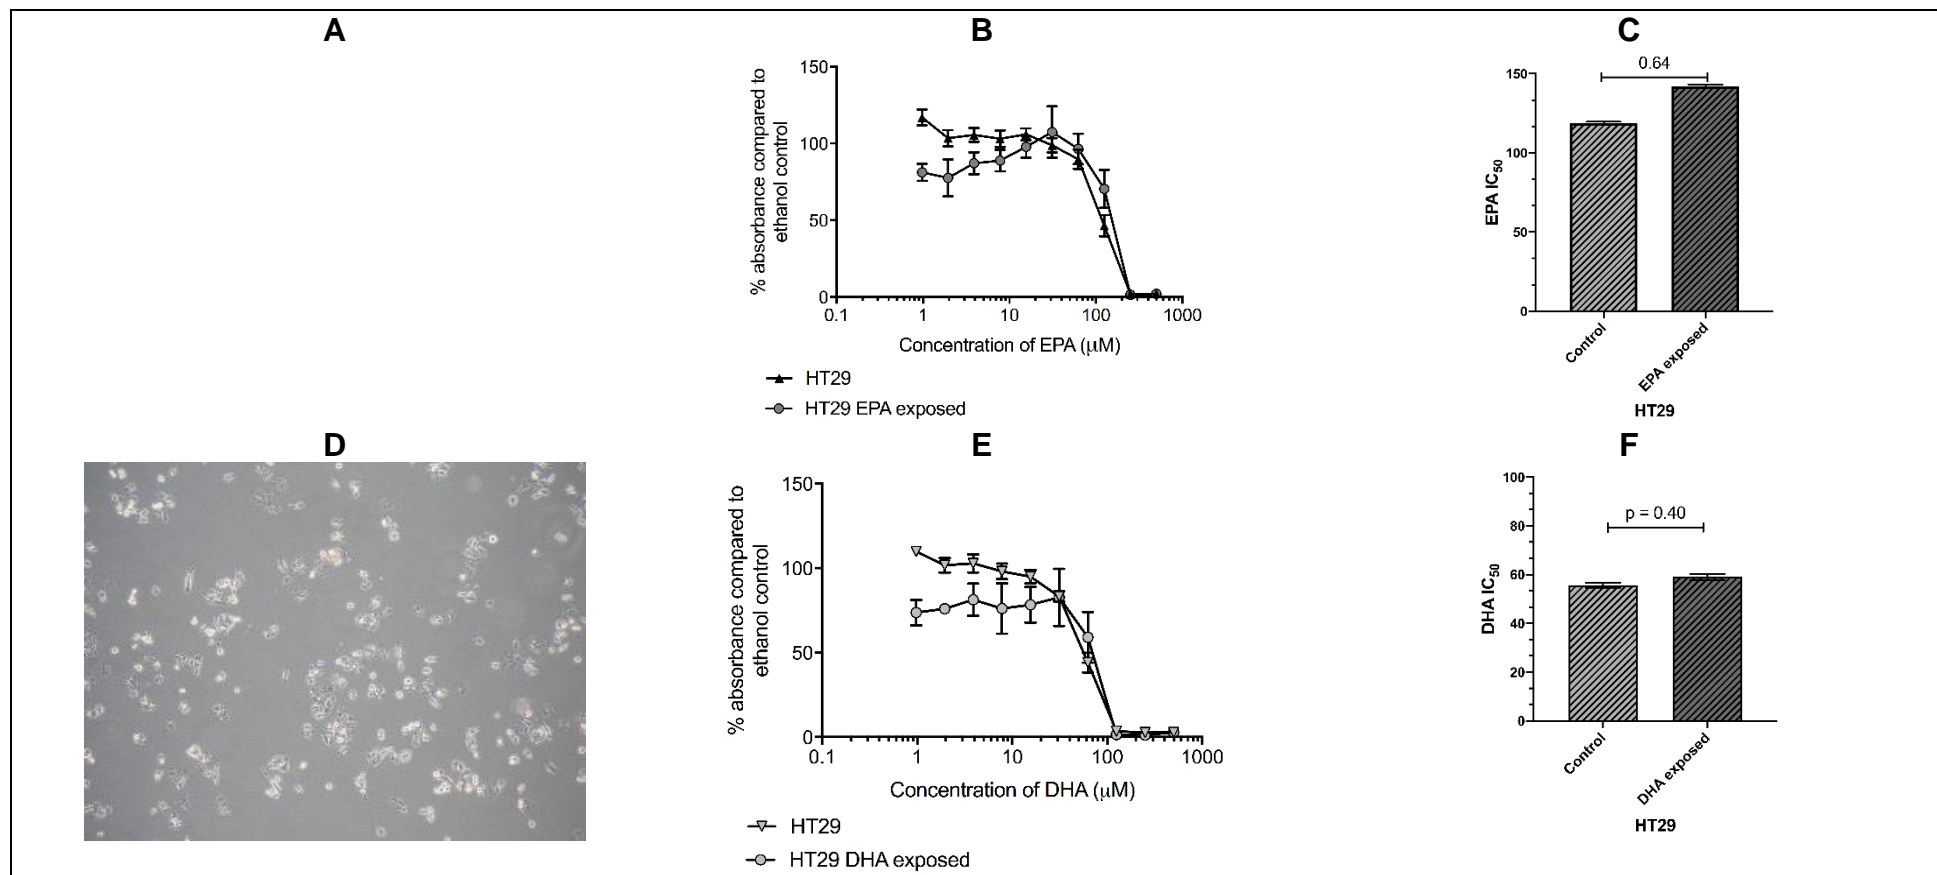 A
B
C
150
100
50
0
0.1
1
10
100
1000
% absorbance compared to
ethanol control
Concentration of EPA (μM)
HT29
HT29 EPA exposed
0.64
150
100
50
0
EPA IC50
Control
EPA exposed
HT29
D
E
F
150
100
50
0
0.1
1
10
100
1000
% absorbance compared to
ethanol control
Concentration of DHA (μM)
HT29
HT29 DHA exposed
p = 0.40
100
80
60
40
20
0
DHA IC50
Control
DHA exposed
HT29